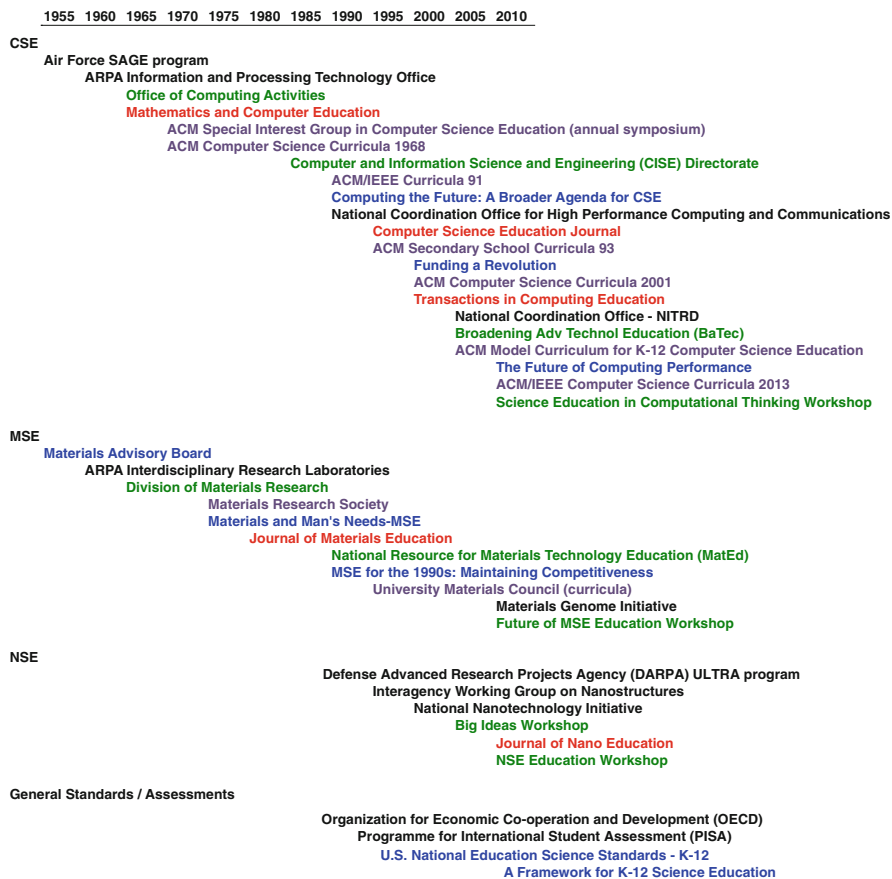 1955 1960 1965 1970 1975 1980 1985 1990 1995 2000 2005 2010
CSE
Air Force SAGE program
ARPA Information and Processing Technology Office
Office of Computing Activities
Mathematics and Computer Education
ACM Special Interest Group in Computer Science Education (annual symposium)
ACM Computer Science Curricula 1968
Computer and Information Science and Engineering (CISE) Directorate
ACM/IEEE Curricula 91
Computing the Future: A Broader Agenda for CSE
National Coordination Office for High Performance Computing and Communications
Computer Science Education Journal
ACM Secondary School Curricula 93
Funding a Revolution
ACM Computer Science Curricula 2001
Transactions in Computing Education
National Coordination Office - NITRD
Broadening Adv Technol Education (BaTec)
ACM Model Curriculum for K-12 Computer Science Education
The Future of Computing Performance
ACM/IEEE Computer Science Curricula 2013
Science Education in Computational Thinking Workshop
MSE
Materials Advisory Board
ARPA Interdisciplinary Research Laboratories
Division of Materials Research
Materials Research Society
Materials and Man's Needs-MSE
Journal of Materials Education
National Resource for Materials Technology Education (MatEd)
MSE for the 1990s: Maintaining Competitiveness
University Materials Council (curricula)
Materials Genome Initiative
Future of MSE Education Workshop
NSE
Defense Advanced Research Projects Agency (DARPA) ULTRA program
Interagency Working Group on Nanostructures
National Nanotechnology Initiative
Big Ideas Workshop
Journal of Nano Education
NSE Education Workshop
General Standards / Assessments
Organization for Economic Co-operation and Development (OECD)
Programme for International Student Assessment (PISA)
U.S. National Education Science Standards - K-12
A Framework for K-12 Science Education